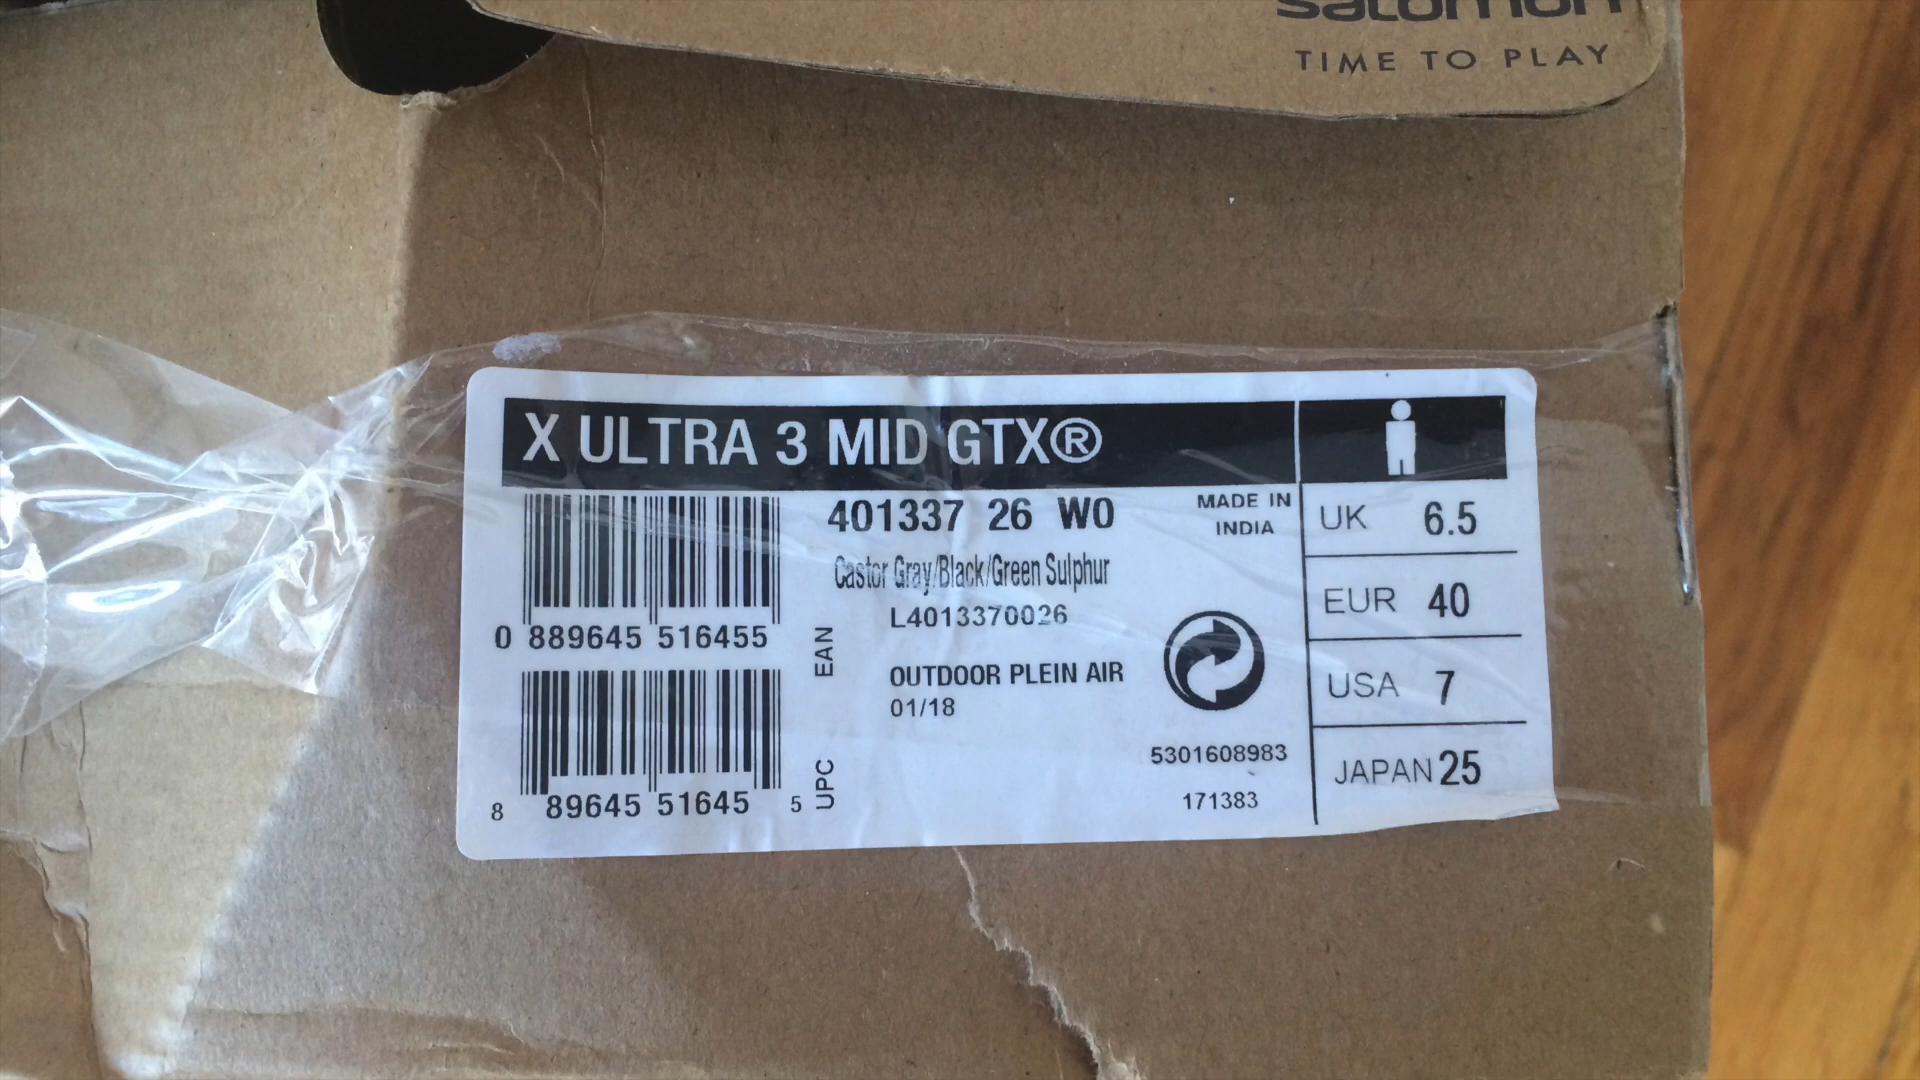 salomon
TIME TO PLAY
X ULTRA 3 MID GTX®
401337 26 W0
MADE IN
INDIA
Castor Gray/Black/Green Sulphur
L4013370026
0 889645 516455
EAN
OUTDOOR PLEIN AIR
01/18
8 89645 51645 5
UPC
5301608983
171383
UK 6.5
EUR 40
USA 7
JAPAN 25